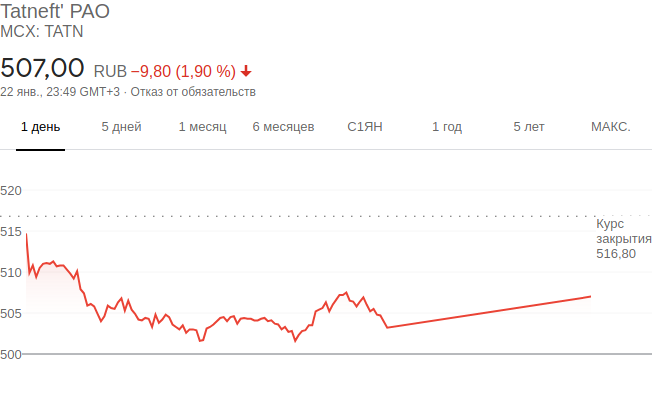 Tatneft' PAO
MCX: TATN
507,00 RUB −9,80 (1,90 %)
22 янв., 23:49 GMT+3 · Отказ от обязательств
1 день 5 дней 1 месяц 6 месяцев С1ЯН 1 год 5 лет МАКС.
520
515
510
505
500
Курс
закрытия
516,80